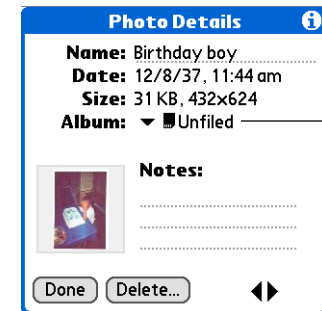 Photo Details
Name: Birthday boy
Date: 12/8/37, 11:44 am
Size: 31 KB, 432x624
Album: Unfiled
Notes:
Done Delete...